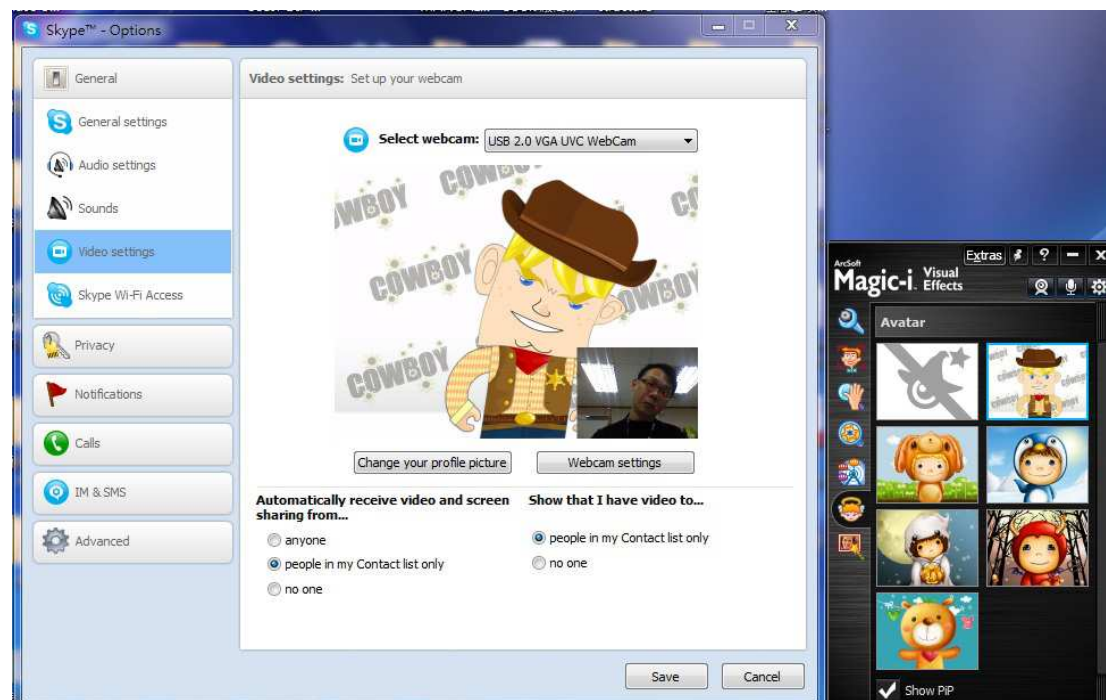 Skype™ - Options
General
General settings
Audio settings
Sounds
Video settings
Skype Wi-Fi Access
Privacy
Notifications
Calls
IM & SMS
Advanced
Video settings: Set up your webcam
Select webcam: USB 2.0 VGA UVC WebCam
COWBOY
COWBOY
COWBOY
COWBOY
Change your profile picture
Webcam settings
Automatically receive video and screen
sharing from...
anyone
people in my Contact list only
no one
Show that I have video to...
people in my Contact list only
no one
Save
Cancel
Extras
?
ArcSoft
Magic-i Visual
Effects
Avatar
Show PiP